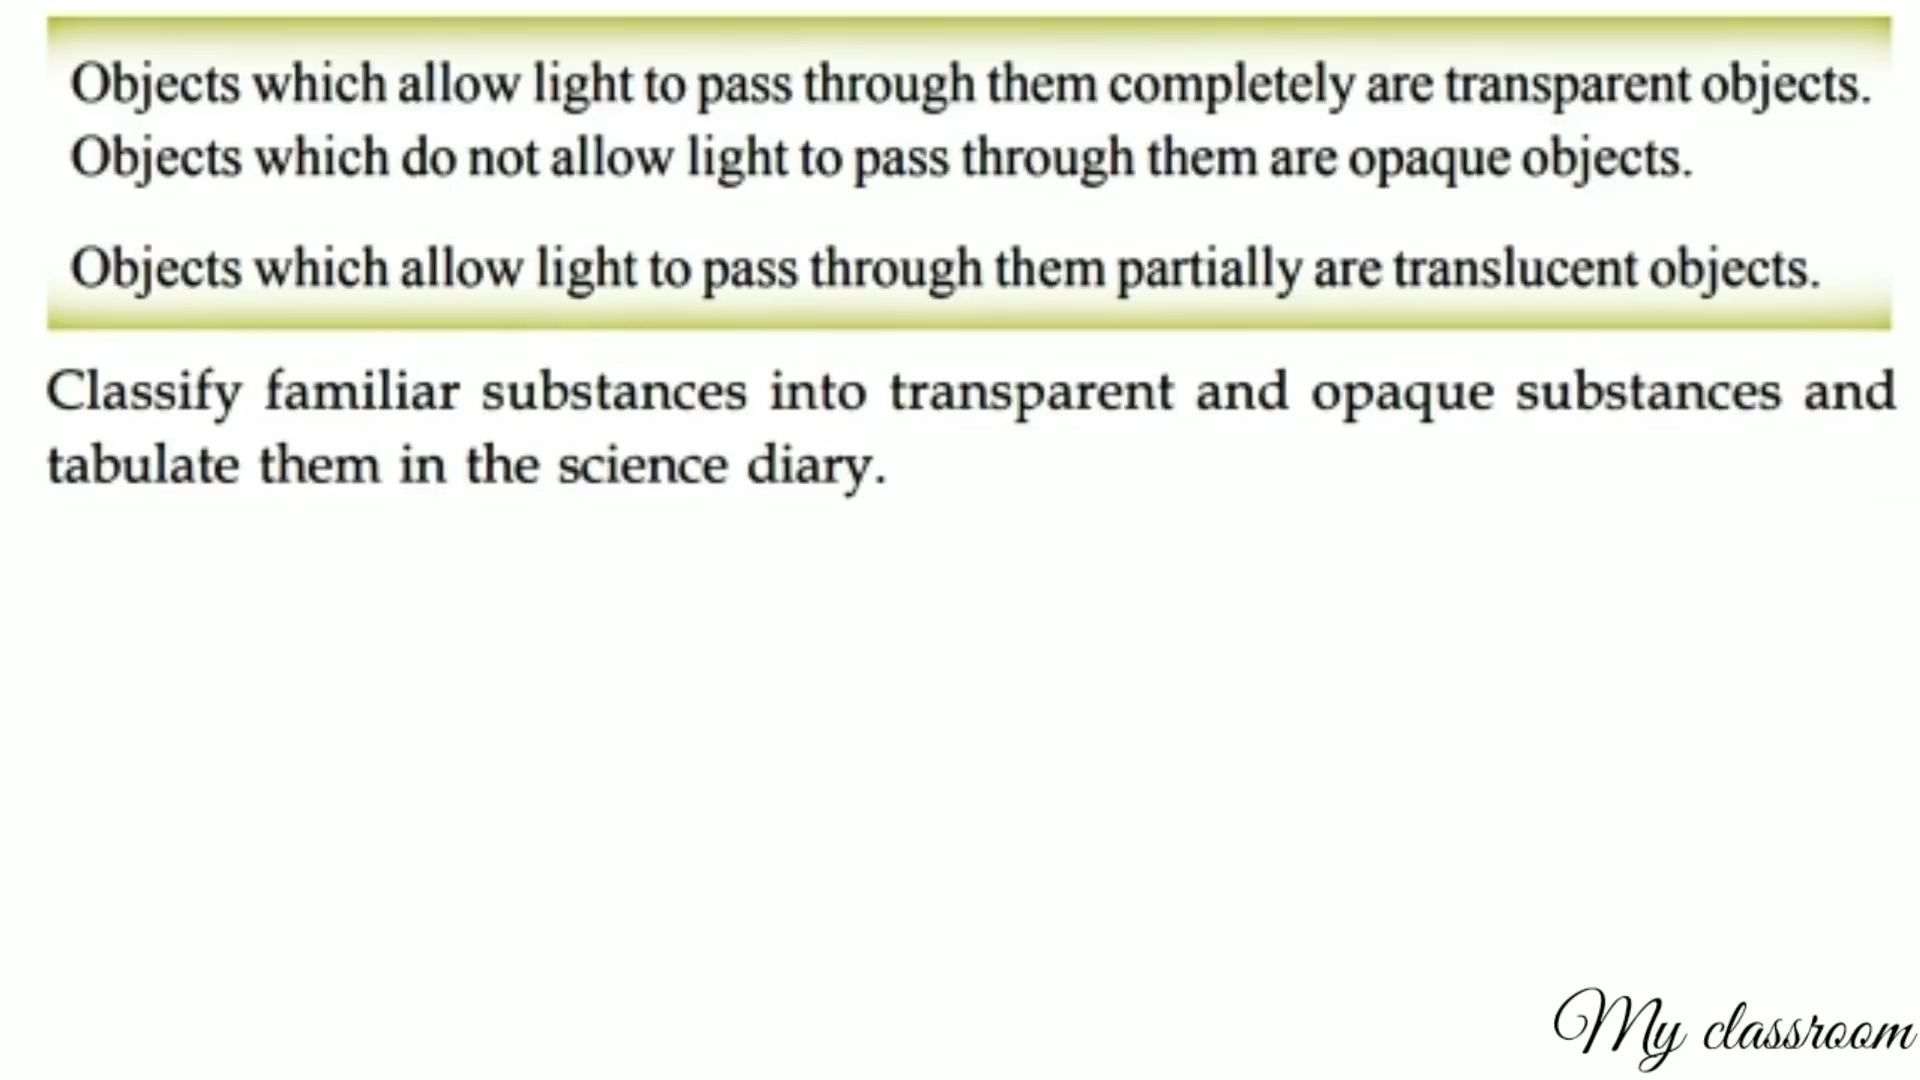 Objects which allow light to pass through them completely are transparent objects.
Objects which do not allow light to pass through them are opaque objects.
Objects which allow light to pass through them partially are translucent objects.
Classify familiar substances into transparent and opaque substances and
tabulate them in the science diary.
My classroom